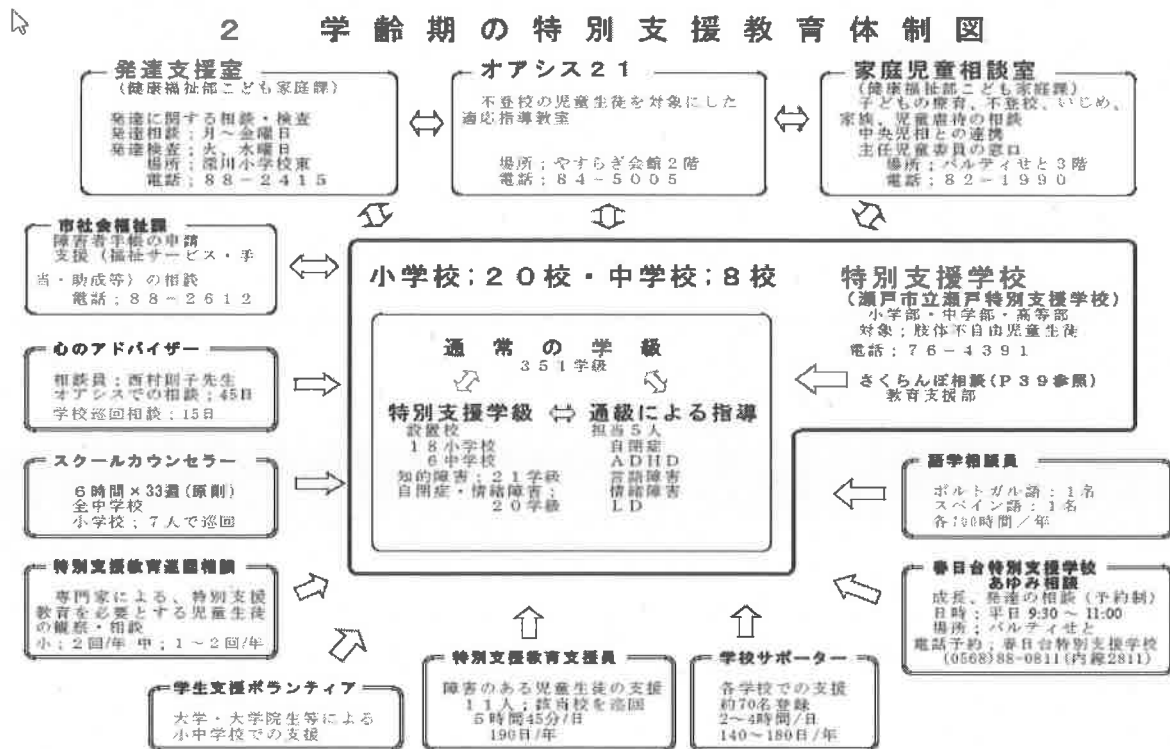 2　学齢期の特別支援教育体制図
発達支援室
(健康福祉部こども家庭課)
発達に関する相談・検査
発達相談；月～金曜日
発達検査；火、水曜日
場所；深川小学校東
電話；88-2415
オアシス21
不登校の児童生徒を対象にした
適応指導教室
場所；やすらぎ会館2階
電話；84-5005
家庭児童相談室
(健康福祉部こども家庭課)
子どもの療育、不登校、いじめ、
家族、児童虐待の相談
中央児相との連携
主任児童委員の窓口
場所；パルティせと3階
電話；82-1990
市社会福祉課
障害者手帳の申請
支援(福祉サービス・手
当・助成等)の相談
電話；88-2612
小学校；20校・中学校；8校
特別支援学校
(瀬戸市立瀬戸特別支援学校)
小学部・中学部・高等部
対象；肢体不自由児童生徒
電話；76-4391
さくらんぼ相談(P39参照)
教育支援部
通常の学級
351学級
特別支援学級
設置校
18小学校
6中学校
知的障害；21学級
自閉症・情緒障害；
20学級
通級による指導
担当5人
自閉症
ADHD
言語障害
情緒障害
LD
心のアドバイザー
相談員；西村則子先生
オアシスでの相談；45日
学校巡回相談；15日
スクールカウンセラー
6時間×33週(原則)
全中学校
小学校；7人で巡回
語学相談員
ポルトガル語；1名
スペイン語；1名
各700時間／年
特別支援教育巡回相談
専門家による、特別支援
教育を必要とする児童生徒
の観察・相談
小；2回/年 中；1～2回/年
春日台特別支援学校
あゆみ相談
成長、発達の相談(予約制)
日時；平日9:30～11:00
場所；パルティせと
電話予約；春日台特別支援学校
(0568)88-0811(内線2811)
学生支援ボランティア
大学・大学院生等による
小中学校での支援
特別支援教育支援員
障害のある児童生徒の支援
11人；該当校を巡回
5時間45分/日
190日/年
学校サポーター
各学校での支援
約70名登録
2～4時間/日
140～180日/年